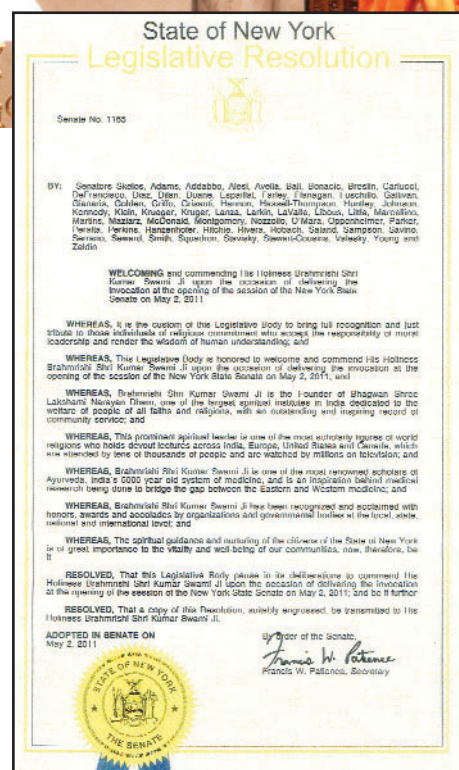 State of New York
Legislative Resolution
Senate No. 1165
BY: Senators Skelos, Adams, Addabbo, Alesi, Avella, Ball, Bonacic, Breslin, Carlucci,
DeFrancisco, Diaz, Dilan, Duane, Espaillat, Farley, Flanagan, Fuschillo, Gallivan,
Gianaris, Golden, Griffo, Grisanti, Hannon, Hassell-Thompson, Huntley, Johnson,
Kennedy, Klein, Krueger, Kruger, Lanza, Larkin, LaValle, Libous, Little, Marcellino,
Martins, Maziarz, McDonald, Montgomery, Nozzolio, O'Mara, Oppenheimer, Parker,
Peralta, Perkins, Ranzenhofer, Ritchie, Rivera, Robach, Saland, Sampson, Savino,
Serrano, Seward, Smith, Squadron, Stavisky, Stewart-Cousins, Valesky, Young and
Zeldin
WELCOMING and commending His Holiness Brahmrishi Shri
Kumar Swami Ji upon the occasion of delivering the
invocation at the opening of the session of the New York State
Senate on May 2, 2011
WHEREAS, It is the custom of this Legislative Body to bring full recognition and just
tribute to those individuals of religious commitment who accept the responsibility of moral
leadership and render the wisdom of human understanding; and
WHEREAS, This Legislative Body is honored to welcome and commend His Holiness
Brahmrishi Shri Kumar Swami Ji upon the occasion of delivering the invocation at the
opening of the session of the New York State Senate on May 2, 2011; and
WHEREAS, Brahmrishi Shri Kumar Swami Ji is the Founder of Bhagwan Shree
Lakshami Narayan Dham, one of the largest spiritual institutes in India dedicated to the
welfare of people of all faiths and religions, with an outstanding and inspiring record of
community service; and
WHEREAS, This prominent spiritual leader is one of the most scholarly figures of world
religions who holds devout lectures across India, Europe, United States and Canada, which
are attended by tens of thousands of people and are watched by millions on television; and
WHEREAS, Brahmrishi Shri Kumar Swami Ji is one of the most renowned scholars of
Ayurveda, India's 5000 year old system of medicine, and is an inspiration behind medical
research being done to bridge the gap between the Eastern and Western medicine; and
WHEREAS, Brahmrishi Shri Kumar Swami Ji has been recognized and acclaimed with
honors, awards and accolades by organizations and governmental bodies at the local, state,
national and international level; and
WHEREAS, The spiritual guidance and nurturing of the citizens of the State of New York
is of great importance to the vitality and well-being of our communities, now, therefore, be
it
RESOLVED, That this Legislative Body pause in its deliberations to commend His
Holiness Brahmrishi Shri Kumar Swami Ji upon the occasion of delivering the invocation
at the opening of the session of the New York State Senate on May 2, 2011; and be it further
RESOLVED, That a copy of this Resolution, suitably engrossed, be transmitted to His
Holiness Brahmrishi Shri Kumar Swami Ji.
ADOPTED IN SENATE ON
May 2, 2011
By order of the Senate,
Francis W. Patience
Francis W. Patience, Secretary
STATE OF NEW YORK
THE SENATE